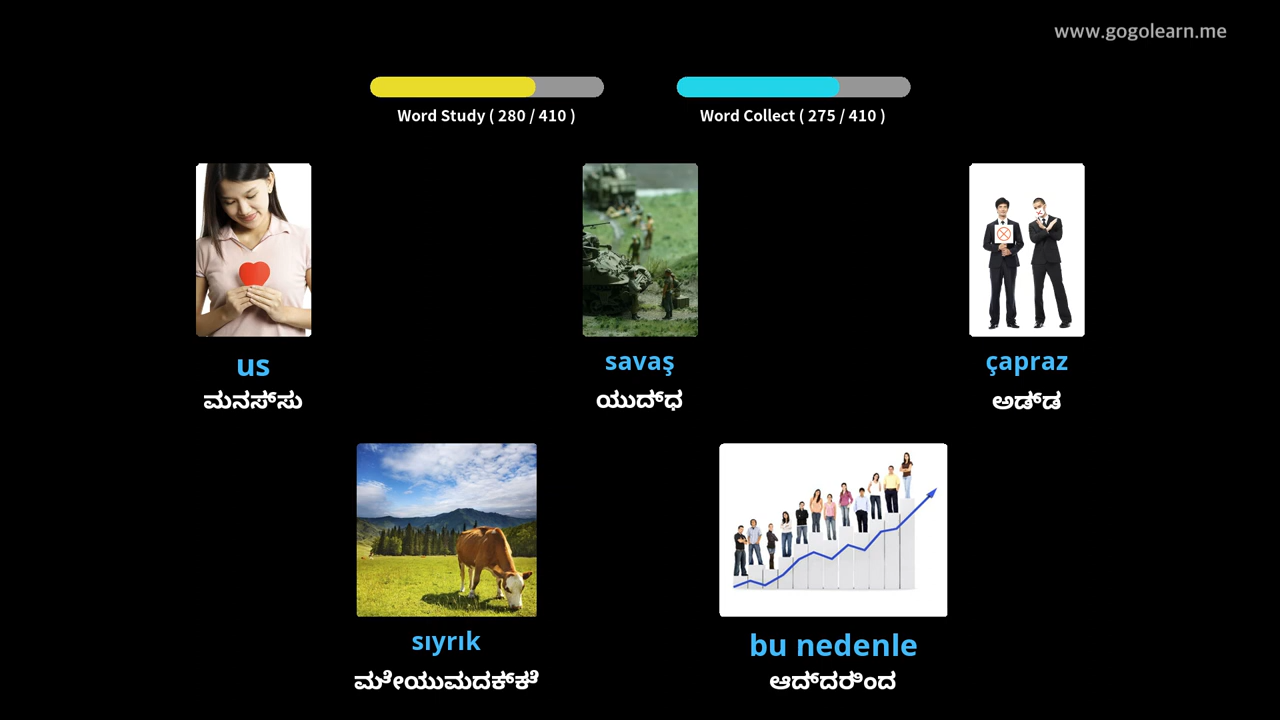 www.gogolearn.me
Word Study ( 280 / 410 )
Word Collect ( 275 / 410 )
us
ಮನಸ್ಸು
savaş
ಯುದ್ಧ
çapraz
ಅಡ್ಡ
sıyrık
ಮೇಯುಮದಕ್ಕೆ
bu nedenle
ಆದ್ದರಿಂದ